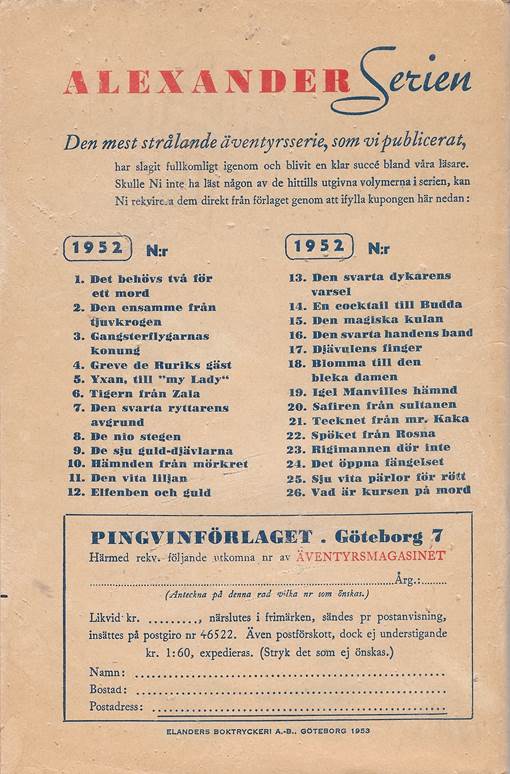 ALEXANDER Serien
Den mest strålande äventyrsserie, som vi publicerat,
har slagit fullkomligt igenom och blivit en klar succé bland våra läsare.
Skulle Ni inte ha läst någon av de hittills utgivna volymerna i serien, kan
Ni rekvirera dem direkt från förlaget genom att ifylla kupongen här nedan:
1952 N:r
1. Det behövs två för
ett mord
2. Den ensamme från
tjuvkrogen
3. Gangsterflygarnas
konung
4. Greve de Ruriks gäst
5. Yxan, till "my Lady"
6. Tigern från Zala
7. Den svarta ryttarens
avgrund
8. De nio stegen
9. De sju guld-djävlarna
10. Hämnden från mörkret
11. Den vita liljan
12. Elfenben och guld
1952 N:r
13. Den svarta dykarens
varsel
14. En cocktail till Budda
15. Den magiska kulan
16. Den svarta handens band
17. Djävulens finger
18. Blomma till den
bleka damen
19. Igel Manvilles hämnd
20. Safiren från sultanen
21. Tecknet från mr. Kaka
22. Spöket från Rosna
23. Rigimannen dör inte
24. Det öppna fängelset
25. Sju vita pärlor för rött
26. Vad är kursen på mord
PINGVINFÖRLAGET . Göteborg 7
Härmed rekv. följande utkomna nr av ÄVENTYRSMAGASINET
........................................................................Årg.:........
(Anteckna på denna rad vilka nr som önskas.)
Likvid kr. .........., närslutes i frimärken, sändes pr postanvisning,
insättes på postgiro nr 46522. Även postförskott, dock ej understigande
kr. 1:60, expedieras. (Stryk det som ej önskas.)
Namn: ..................................................
Bostad: ..................................................
Postadress: ..................................................
ELANDERS BOKTRYCKERI A.-B., GÖTEBORG 1953